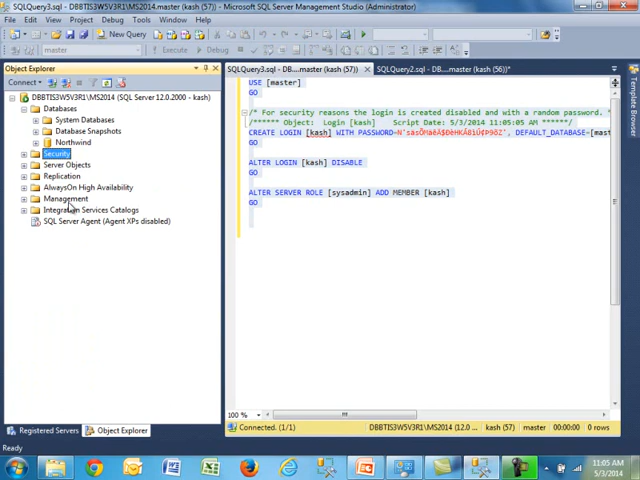 SQLQuery3.sql - DBBTIS3W5V3R1\MS2014.master (kash (57)) - Microsoft SQL Server Management Studio (Administrator)
File Edit View Project Debug Tools Window Help
New Query
master
Execute Debug
Object Explorer
Connect
DBBTIS3W5V3R1\MS2014 (SQL Server 12.0.2000 - kash)
Databases
System Databases
Database Snapshots
Northwind
Security
Server Objects
Replication
AlwaysOn High Availability
Management
Integration Services Catalogs
SQL Server Agent (Agent XPs disabled)
Registered Servers Object Explorer
SQLQuery3.sql - DB....master (kash (57)) SQLQuery2.sql - DB....master (kash (56))*
USE [master]
GO
/* For security reasons the login is created disabled and with a random password. *
/****** Object: Login [kash] Script Date: 5/3/2014 11:05:05 AM ******/
CREATE LOGIN [kash] WITH PASSWORD=N' , DEFAULT_DATABASE=[mast
GO
ALTER LOGIN [kash] DISABLE
GO
ALTER SERVER ROLE [sysadmin] ADD MEMBER [kash]
GO
100 %
Connected. (1/1) DBBTIS3W5V3R1\MS2014 (12.0 ... kash (57) master 00:00:00 0 rows
Template Browser
Ready
11:05 AM
5/3/2014